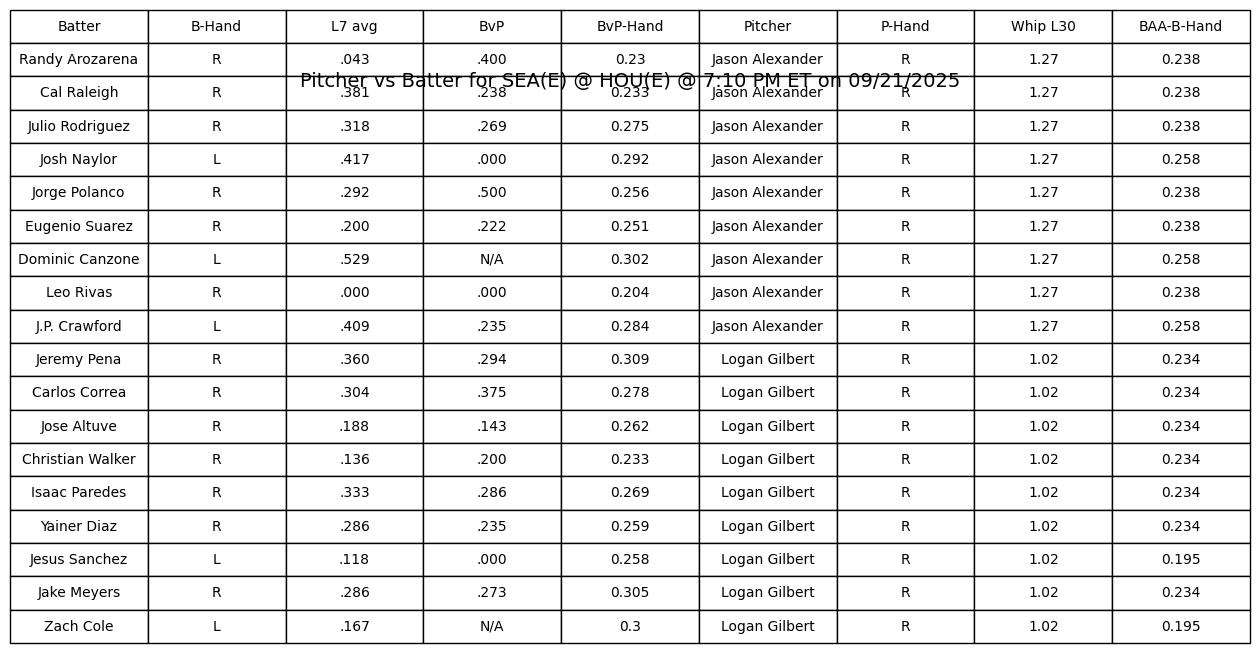 Batter B-Hand L7 avg BvP BvP-Hand Pitcher P-Hand Whip L30 BAA-B-Hand
Randy Arozarena R .043 .400 0.23 Jason Alexander R 1.27 0.238
Pitcher vs Batter for SEA(E) @ HOU(E) @ 7:10 PM ET on 09/21/2025
Cal Raleigh R .381 .238 0.233 Jason Alexander R 1.27 0.238
Julio Rodriguez R .318 .269 0.275 Jason Alexander R 1.27 0.238
Josh Naylor L .417 .000 0.292 Jason Alexander R 1.27 0.258
Jorge Polanco R .292 .500 0.256 Jason Alexander R 1.27 0.238
Eugenio Suarez R .200 .222 0.251 Jason Alexander R 1.27 0.238
Dominic Canzone L .529 N/A 0.302 Jason Alexander R 1.27 0.258
Leo Rivas R .000 .000 0.204 Jason Alexander R 1.27 0.238
J.P. Crawford L .409 .235 0.284 Jason Alexander R 1.27 0.258
Jeremy Pena R .360 .294 0.309 Logan Gilbert R 1.02 0.234
Carlos Correa R .304 .375 0.278 Logan Gilbert R 1.02 0.234
Jose Altuve R .188 .143 0.262 Logan Gilbert R 1.02 0.234
Christian Walker R .136 .200 0.233 Logan Gilbert R 1.02 0.234
Isaac Paredes R .333 .286 0.269 Logan Gilbert R 1.02 0.234
Yainer Diaz R .286 .235 0.259 Logan Gilbert R 1.02 0.234
Jesus Sanchez L .118 .000 0.258 Logan Gilbert R 1.02 0.195
Jake Meyers R .286 .273 0.305 Logan Gilbert R 1.02 0.234
Zach Cole L .167 N/A 0.3 Logan Gilbert R 1.02 0.195